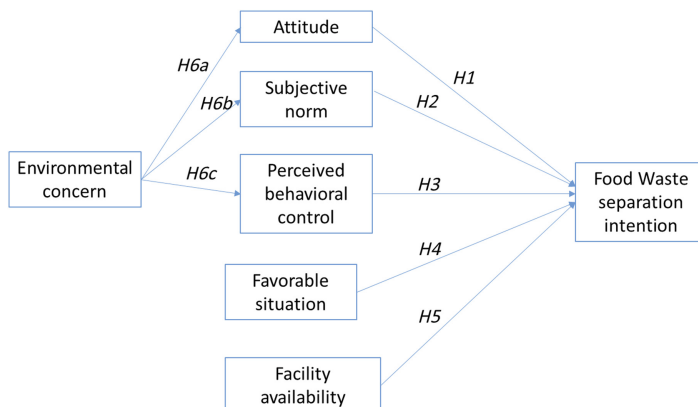 Attitude
H6a
H1
Subjective
norm
H6b
H2
Environmental
concern
H6c
Perceived
behavioral
control
H3
Food Waste
separation
intention
Favorable
situation
H4
H5
Facility
availability